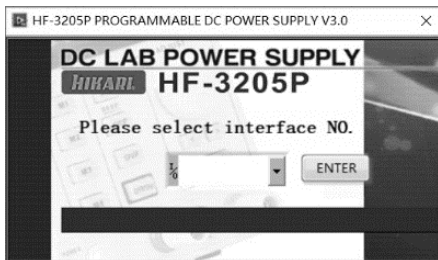 HF-3205P PROGRAMMABLE DC POWER SUPPLY V3.0
DC LAB POWER SUPPLY
HIKARI HF-3205P
Please select interface NO.
I/O
ENTER